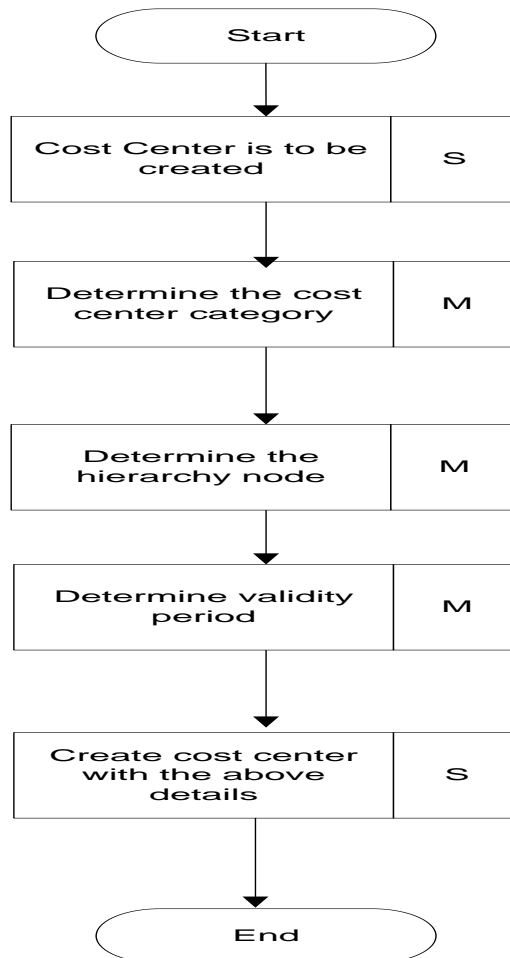 Start
Cost Center is to be
created
S
Determine the cost
center category
M
Determine the
hierarchy node
M
Determine validity
period
M
Create cost center
with the above
details
S
End